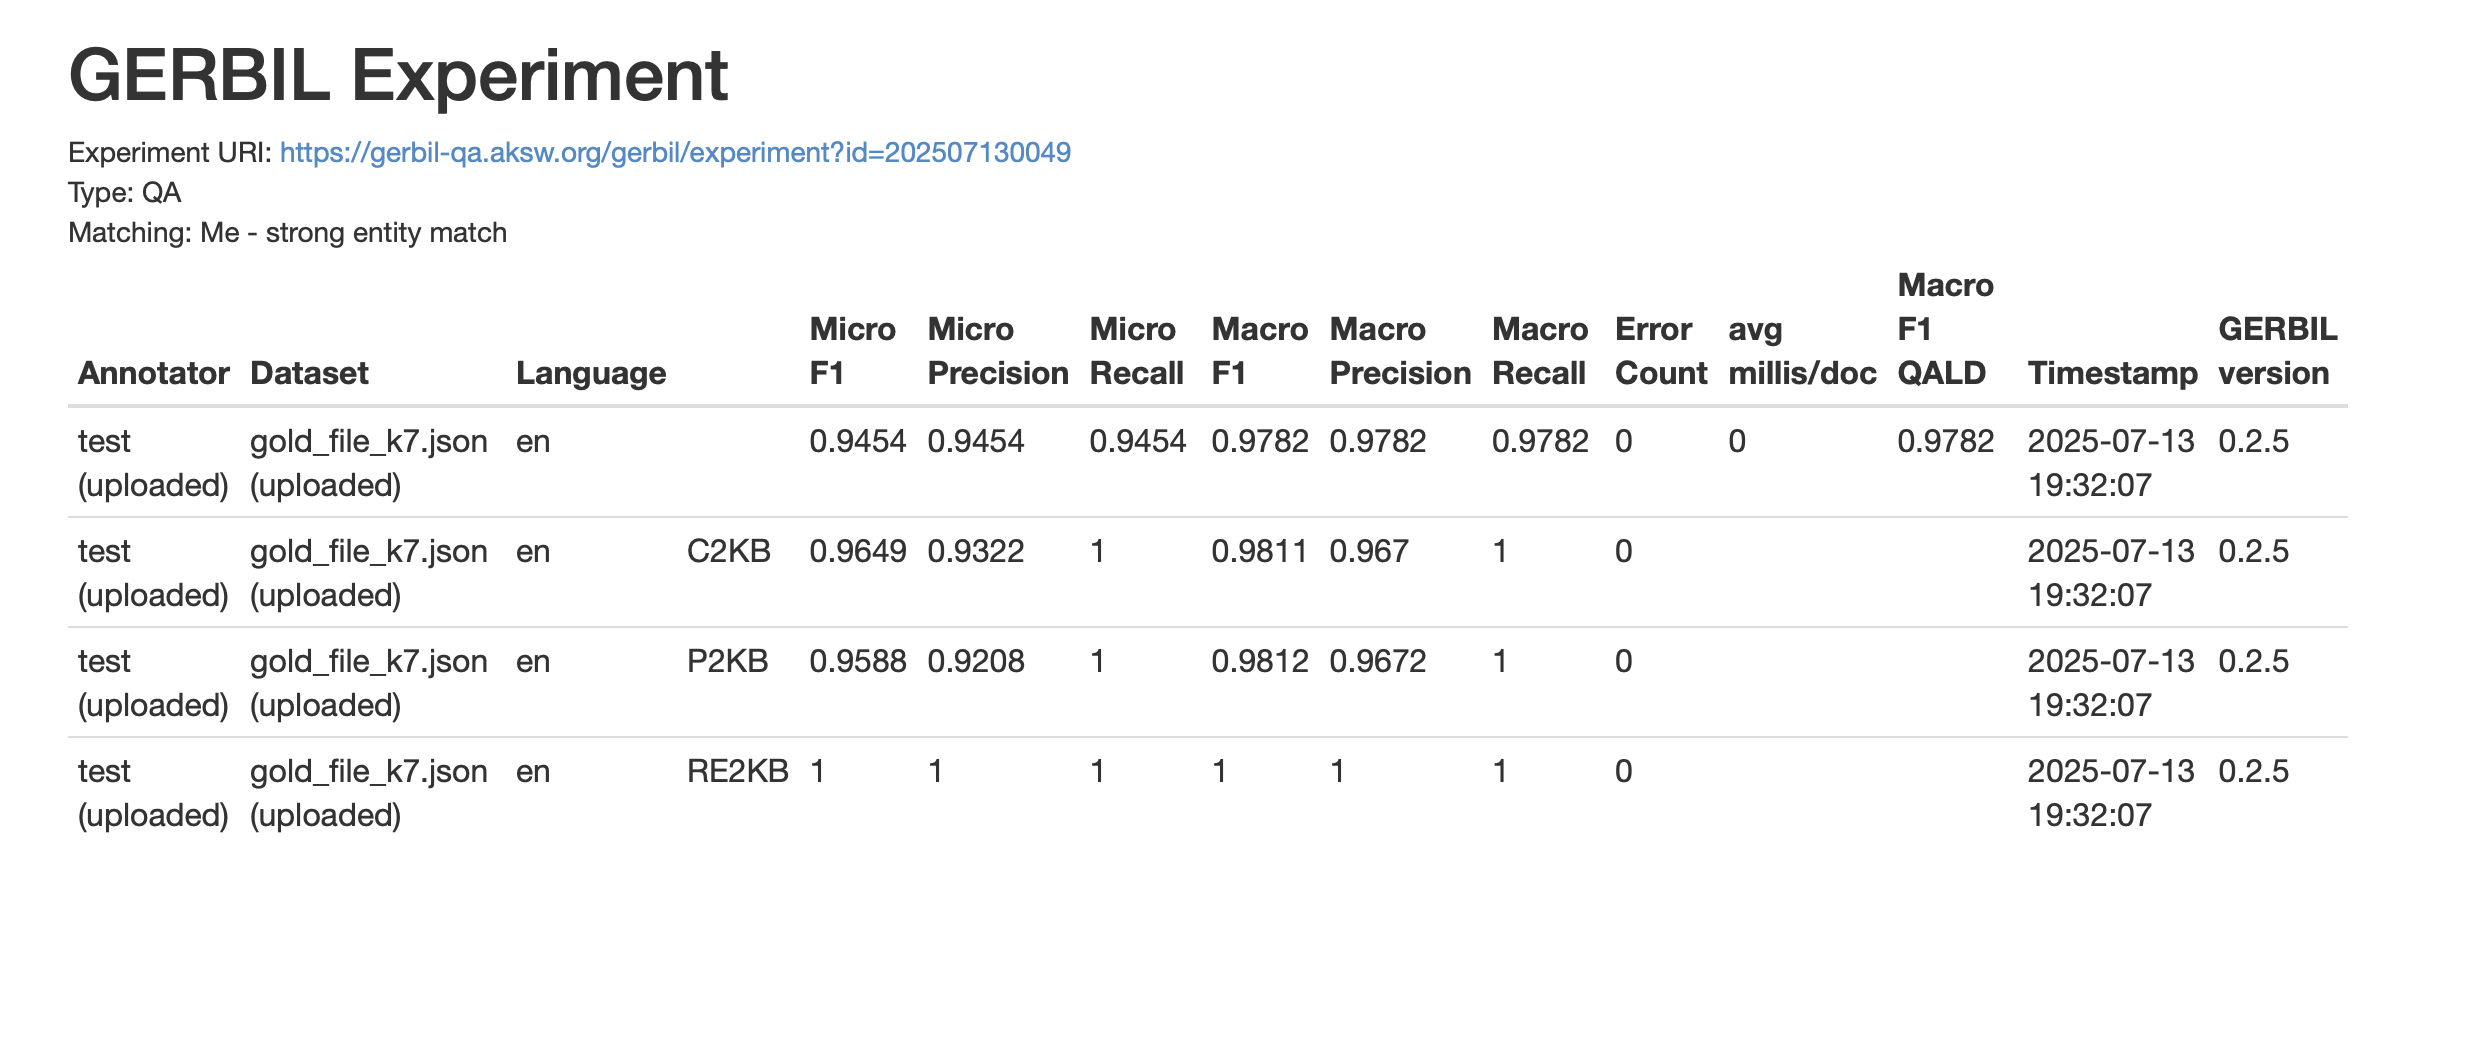 GERBIL Experiment
Experiment URI: https://gerbil-qa.aksw.org/gerbil/experiment?id=202507130049
Type: QA
Matching: Me - strong entity match
Annotator Dataset Language Micro F1 Micro Precision Micro Recall Macro F1 Macro Precision Macro Recall Error Count avg millis/doc Macro F1 QALD Timestamp GERBIL version
test (uploaded) gold_file_k7.json (uploaded) en 0.9454 0.9454 0.9454 0.9782 0.9782 0.9782 0 0 0.9782 2025-07-13 19:32:07 0.2.5
test (uploaded) gold_file_k7.json (uploaded) en C2KB 0.9649 0.9322 1 0.9811 0.967 1 0 2025-07-13 19:32:07 0.2.5
test (uploaded) gold_file_k7.json (uploaded) en P2KB 0.9588 0.9208 1 0.9812 0.9672 1 0 2025-07-13 19:32:07 0.2.5
test (uploaded) gold_file_k7.json (uploaded) en RE2KB 1 1 1 1 1 1 0 2025-07-13 19:32:07 0.2.5